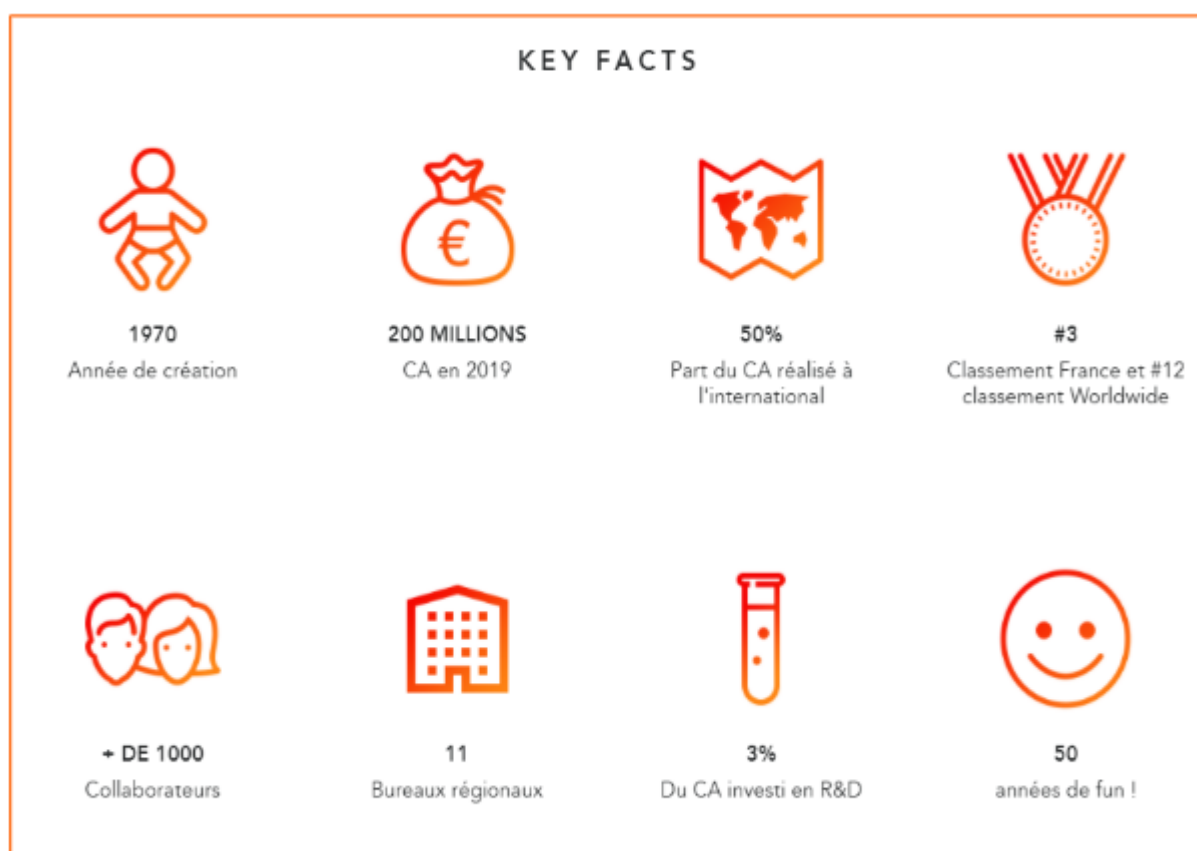 KEY FACTS
1970
Année de création
200 MILLIONS
CA en 2019
50%
Part du CA réalisé à
l'international
#3
Classement France et #12
classement Worldwide
+ DE 1000
Collaborateurs
11
Bureaux régionaux
3%
Du CA investi en R&D
50
années de fun !